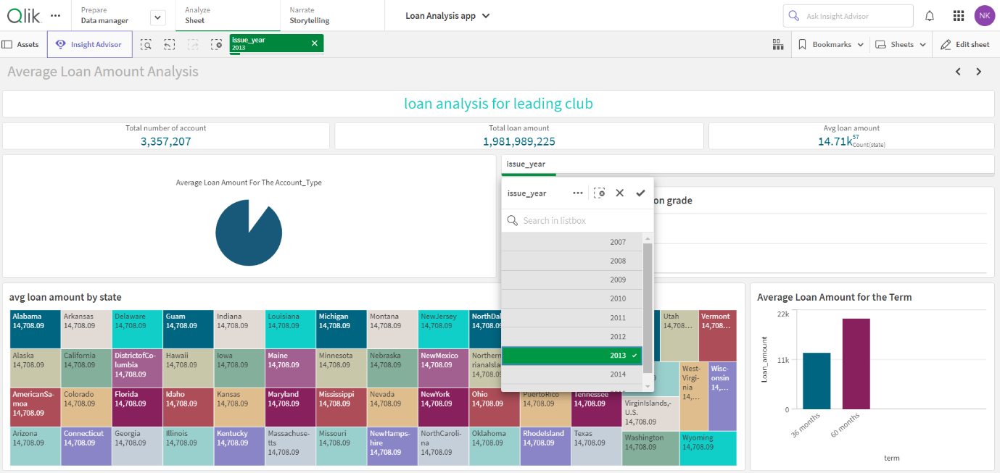 Qlik
Prepare
Data manager
Analyze
Sheet
Narrate
Storytelling
Loan Analysis app
Ask Insight Advisor
NK
Assets
Insight Advisor
issue_year
2013
Bookmarks
Sheets
Edit sheet
Average Loan Amount Analysis
loan analysis for leading club
Total number of account
3,357,207
Total loan amount
1,981,989,225
Avg loan amount
14.71k 57
Count(state)
Average Loan Amount For The Account_Type
issue_year
issue_year
Search in listbox
2007
2008
2009
2010
2011
2012
2013
2014
on grade
avg loan amount by state
Alabama
14,708.09
Arkansas
14,708.09
Delaware
14,708.09
Guam
14,708.09
Indiana
14,708.09
Louisiana
14,708.09
Michigan
14,708.09
Montana
14,708.09
NewJersey
14,708.09
NorthDa
14,708.09
Utah
14,708...
Vermont
14,708...
Alaska
14,708.09
California
14,708.09
DistrictofCo-
lumbia
14,708.09
Hawaii
14,708.09
Iowa
14,708.09
Maine
14,708.09
Minnesota
14,708.09
Nebraska
14,708.09
NewMexico
14,708.09
Northern
rianaIsla
14,708.09
West-
Virgi-
nia
14,...
Wisc-
onsin
14,...
AmericanSa-
moa
14,708.09
Colorado
14,708.09
Florida
14,708.09
Idaho
14,708.09
Kansas
14,708.09
Maryland
14,708.09
Mississippi
14,708.09
Nevada
14,708.09
NewYork
14,708.09
Ohio
14,708.09
PuertoRico
14,708.09
Tennessee
14,708.09
VirginIslands,-
U.S.
14,708.09
Arizona
14,708.09
Connecticut
14,708.09
Georgia
14,708.09
Illinois
14,708.09
Kentucky
14,708.09
Massachuse-
tts
14,708.09
Missouri
14,708.09
NewHamps-
hire
14,708.09
NorthCaroli-
na
14,708.09
Oklahoma
14,708.09
RhodeIsland
14,708.09
Texas
14,708.09
Washington
14,708.09
Wyoming
14,708.09
Average Loan Amount for the Term
Loan_amount
22k
11k
0
36 months
60 months
term